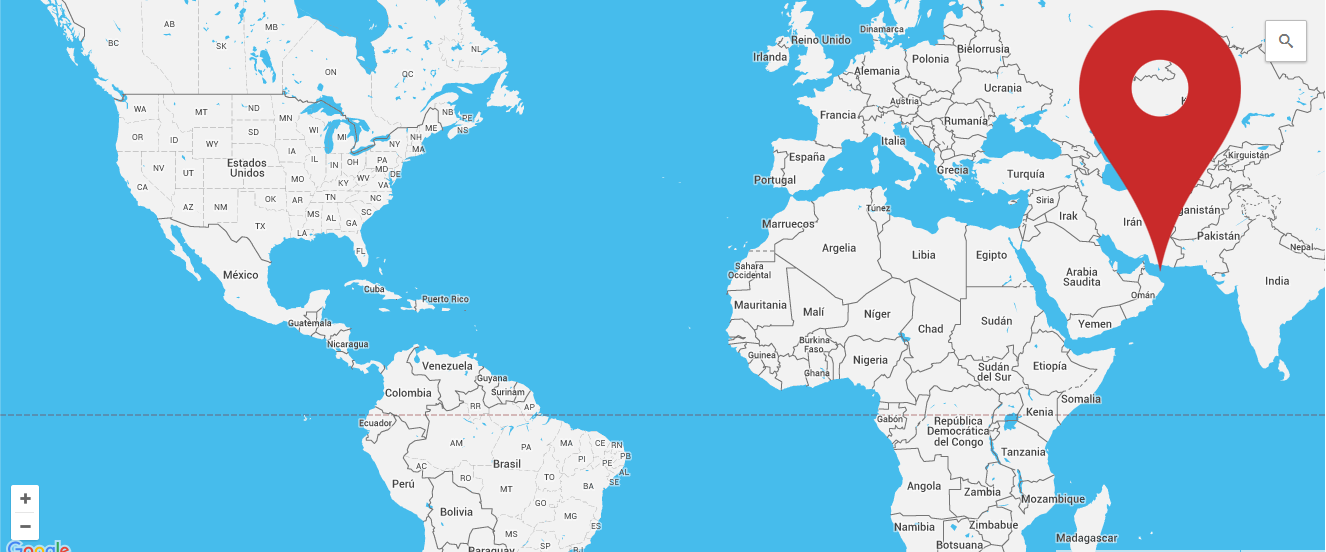 AB
MB
BC
SK
NL
ON
QC
WA
MT
ND
MN
NB
PE
OR
ID
WY
SD
WI
MI
ME
NS
NH
NY
MA
IA
NV
UT
Estados
Unidos
IL
IN
OH
PA
MD
DE
CA
MO
KY
WV
VA
AZ
NM
OK
AR
TN
NC
SC
TX
MS
AL
GA
LA
FL
México
Cuba
Puerto Rico
Guatemala
Nicaragua
Venezuela
Guyana
Surinam
Colombia
RR
AP
Ecuador
AM
PA
MA
CE
RN
PB
PI
PE
AL
SE
AC
RO
Brasil
MT
BA
Perú
GO
Bolivia
MG
MS
ES
SP
RJ
Paraguay
Dinamarca
Reino Unido
Irlanda
Bielorrusia
Polonia
Alemania
Ucrania
Austria
Francia
Rumanía
Italia
España
Portugal
Grecia
Turquía
Kirguistán
Túnez
Siria
Marruecos
Irak
Irán
ganistán
Pakistán
Argelia
Libia
Egipto
Nepal
Sahara
Occidental
Arabia
Saudita
India
Omán
Mauritania
Malí
Níger
Chad
Sudán
Yemen
Burkina
Faso
Guinea
Nigeria
Ghana
Sudán
del Sur
Etiopía
Somalia
Gabón
República
Democrática
del Congo
Kenia
Tanzania
Angola
Zambia
Mozambique
Namibia
Zimbabue
Botsuana
Madagascar
+
−
Google